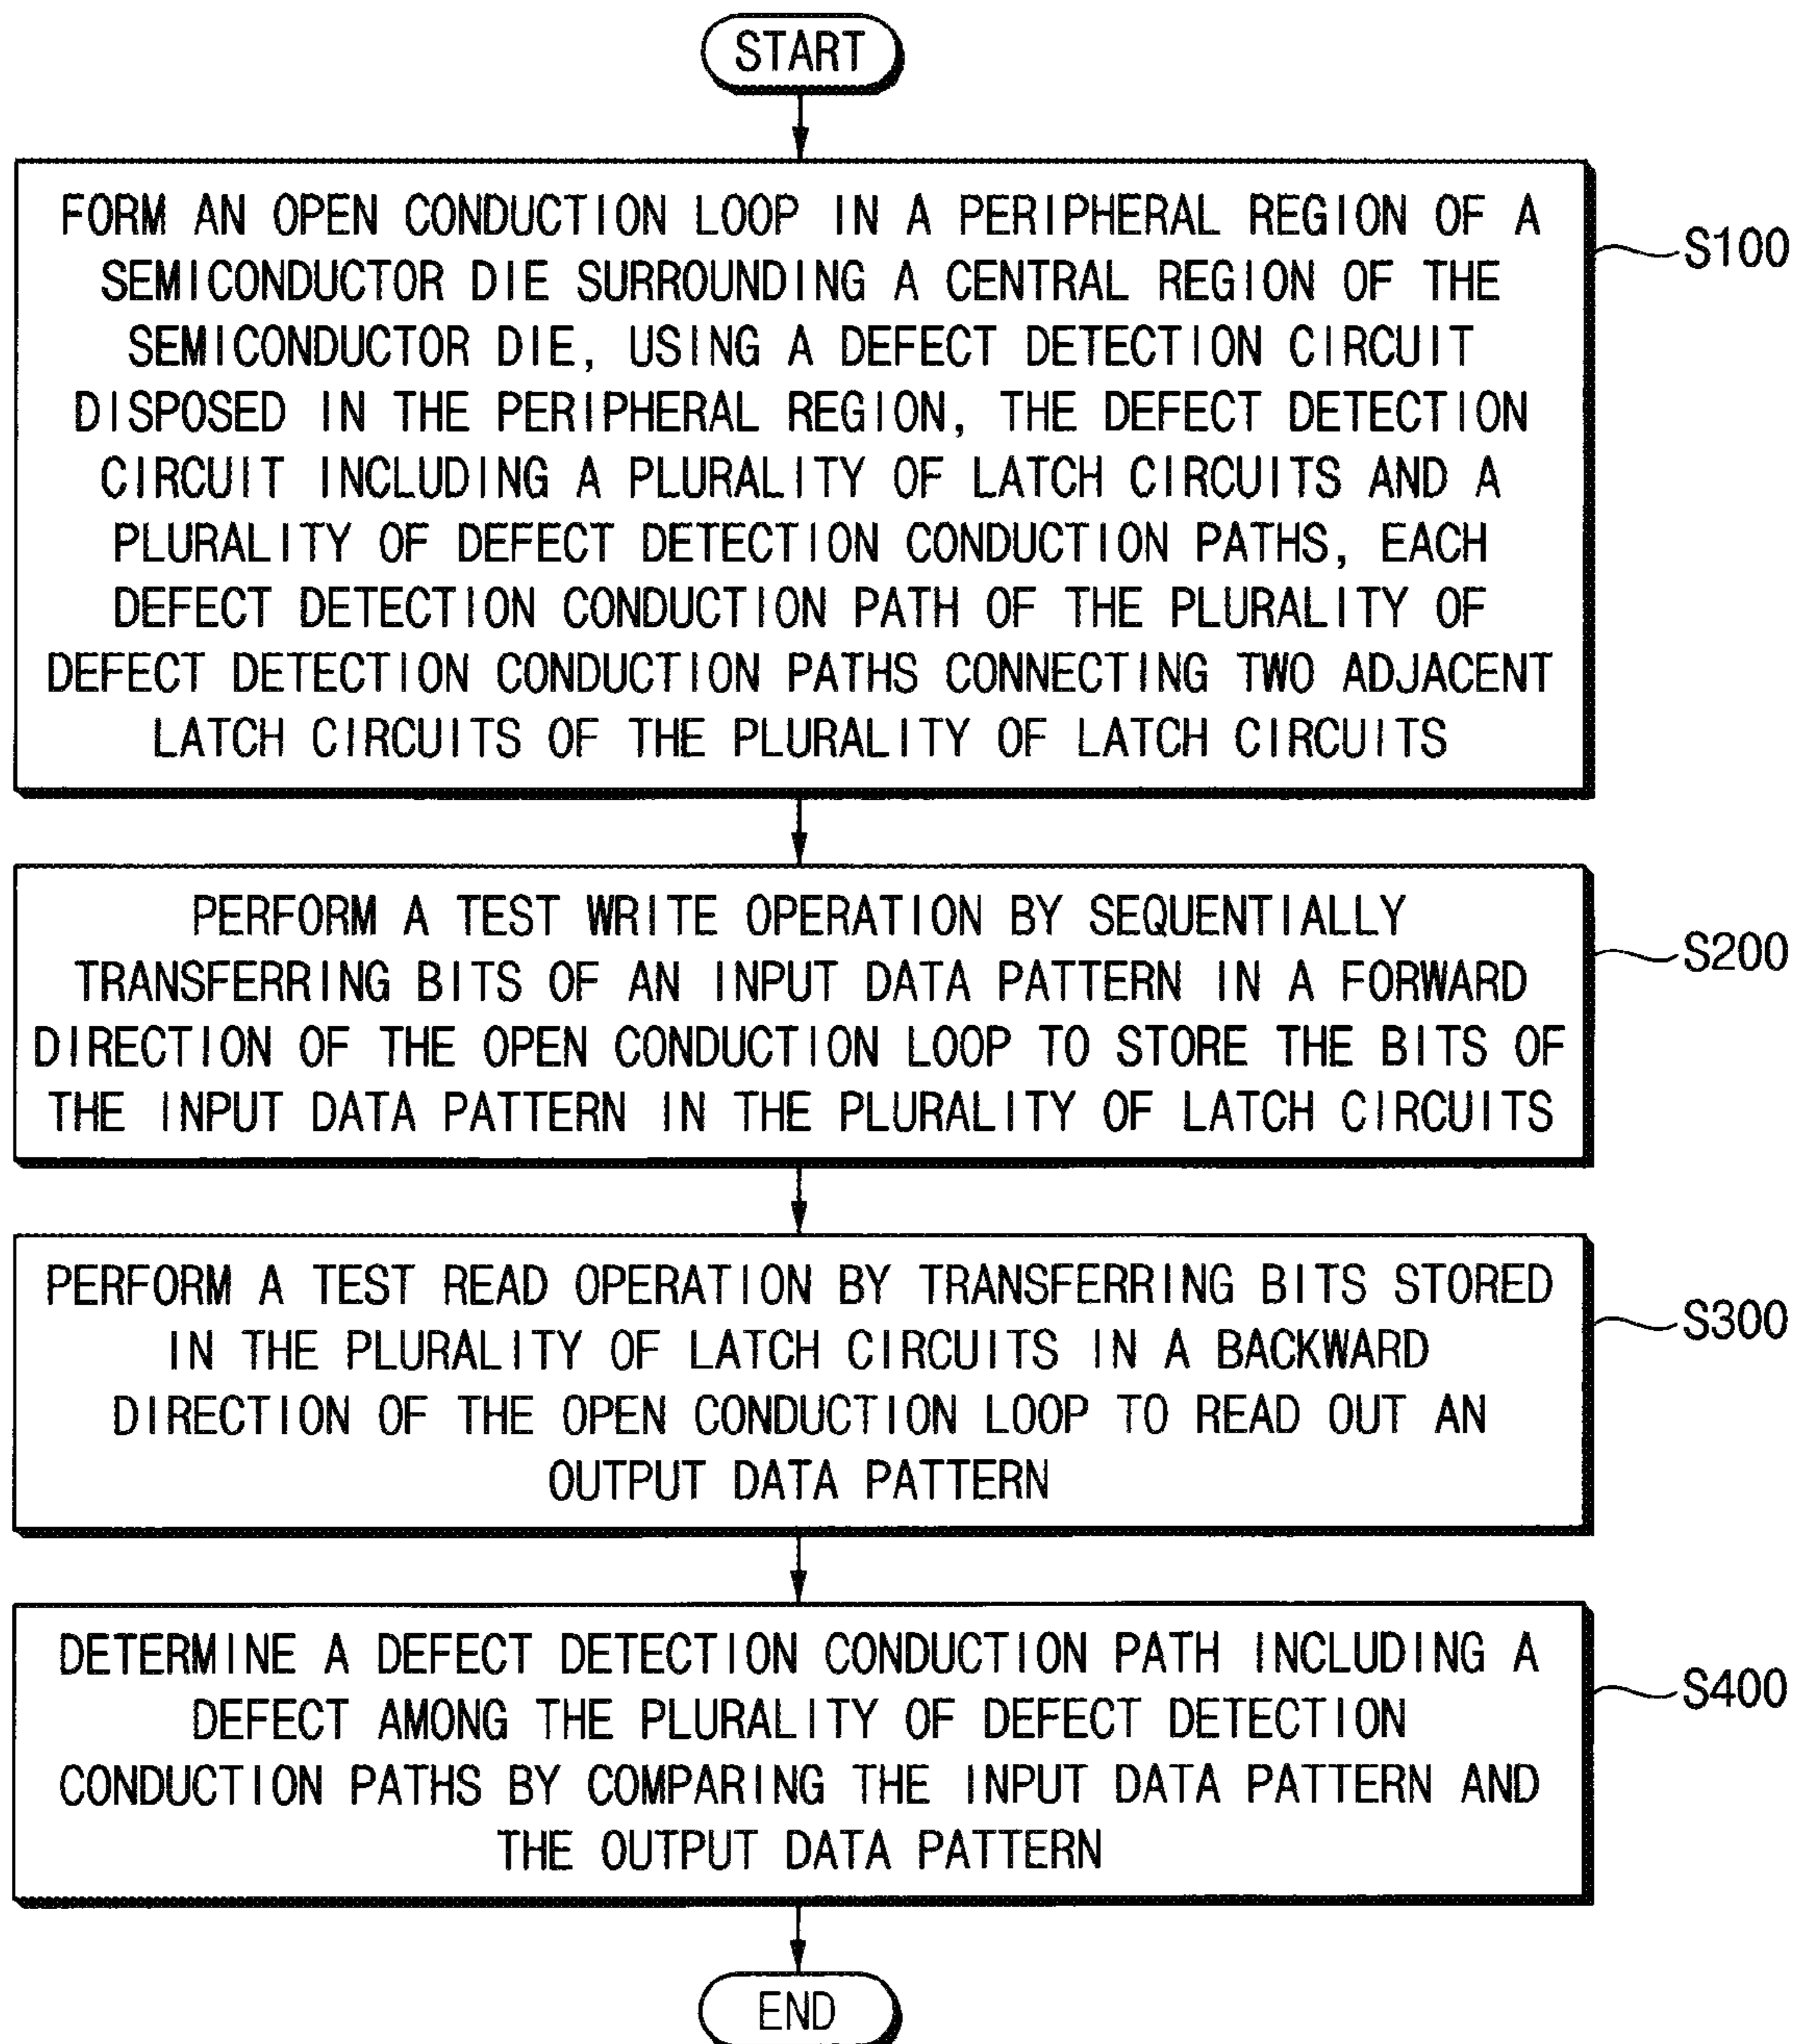 START
FORM AN OPEN CONDUCTION LOOP IN A PERIPHERAL REGION OF A
SEMICONDUCTOR DIE SURROUNDING A CENTRAL REGION OF THE
SEMICONDUCTOR DIE, USING A DEFECT DETECTION CIRCUIT
DISPOSED IN THE PERIPHERAL REGION, THE DEFECT DETECTION
CIRCUIT INCLUDING A PLURALITY OF LATCH CIRCUITS AND A
PLURALITY OF DEFECT DETECTION CONDUCTION PATHS, EACH
DEFECT DETECTION CONDUCTION PATH OF THE PLURALITY OF
DEFECT DETECTION CONDUCTION PATHS CONNECTING TWO ADJACENT
LATCH CIRCUITS OF THE PLURALITY OF LATCH CIRCUITS
S100
PERFORM A TEST WRITE OPERATION BY SEQUENTIALLY
TRANSFERRING BITS OF AN INPUT DATA PATTERN IN A FORWARD
DIRECTION OF THE OPEN CONDUCTION LOOP TO STORE THE BITS OF
THE INPUT DATA PATTERN IN THE PLURALITY OF LATCH CIRCUITS
S200
PERFORM A TEST READ OPERATION BY TRANSFERRING BITS STORED
IN THE PLURALITY OF LATCH CIRCUITS IN A BACKWARD
DIRECTION OF THE OPEN CONDUCTION LOOP TO READ OUT AN
OUTPUT DATA PATTERN
S300
DETERMINE A DEFECT DETECTION CONDUCTION PATH INCLUDING A
DEFECT AMONG THE PLURALITY OF DEFECT DETECTION
CONDUCTION PATHS BY COMPARING THE INPUT DATA PATTERN AND
THE OUTPUT DATA PATTERN
S400
END